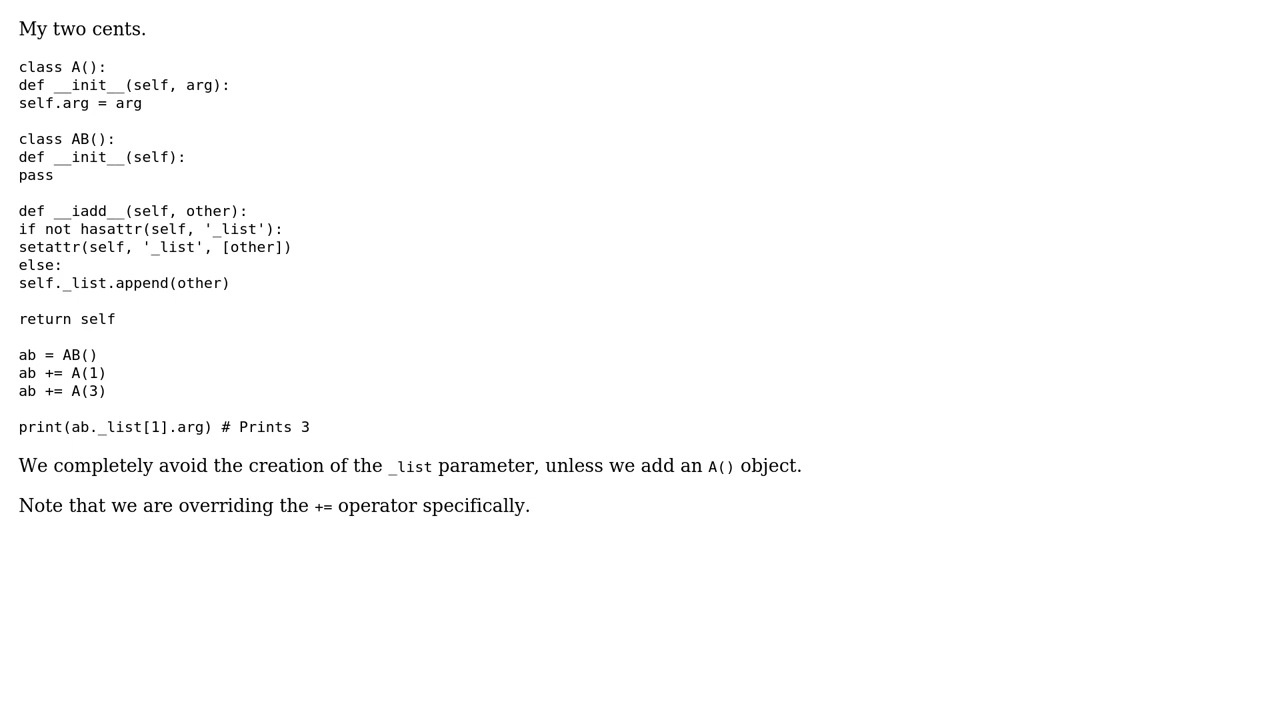 My two cents.
class A():
def __init__(self, arg):
self.arg = arg
class AB():
def __init__(self):
pass
def __iadd__(self, other):
if not hasattr(self, '_list'):
setattr(self, '_list', [other])
else:
self._list.append(other)
return self
ab = AB()
ab += A(1)
ab += A(3)
print(ab._list[1].arg) # Prints 3
We completely avoid the creation of the _list parameter, unless we add an A() object.
Note that we are overriding the += operator specifically.